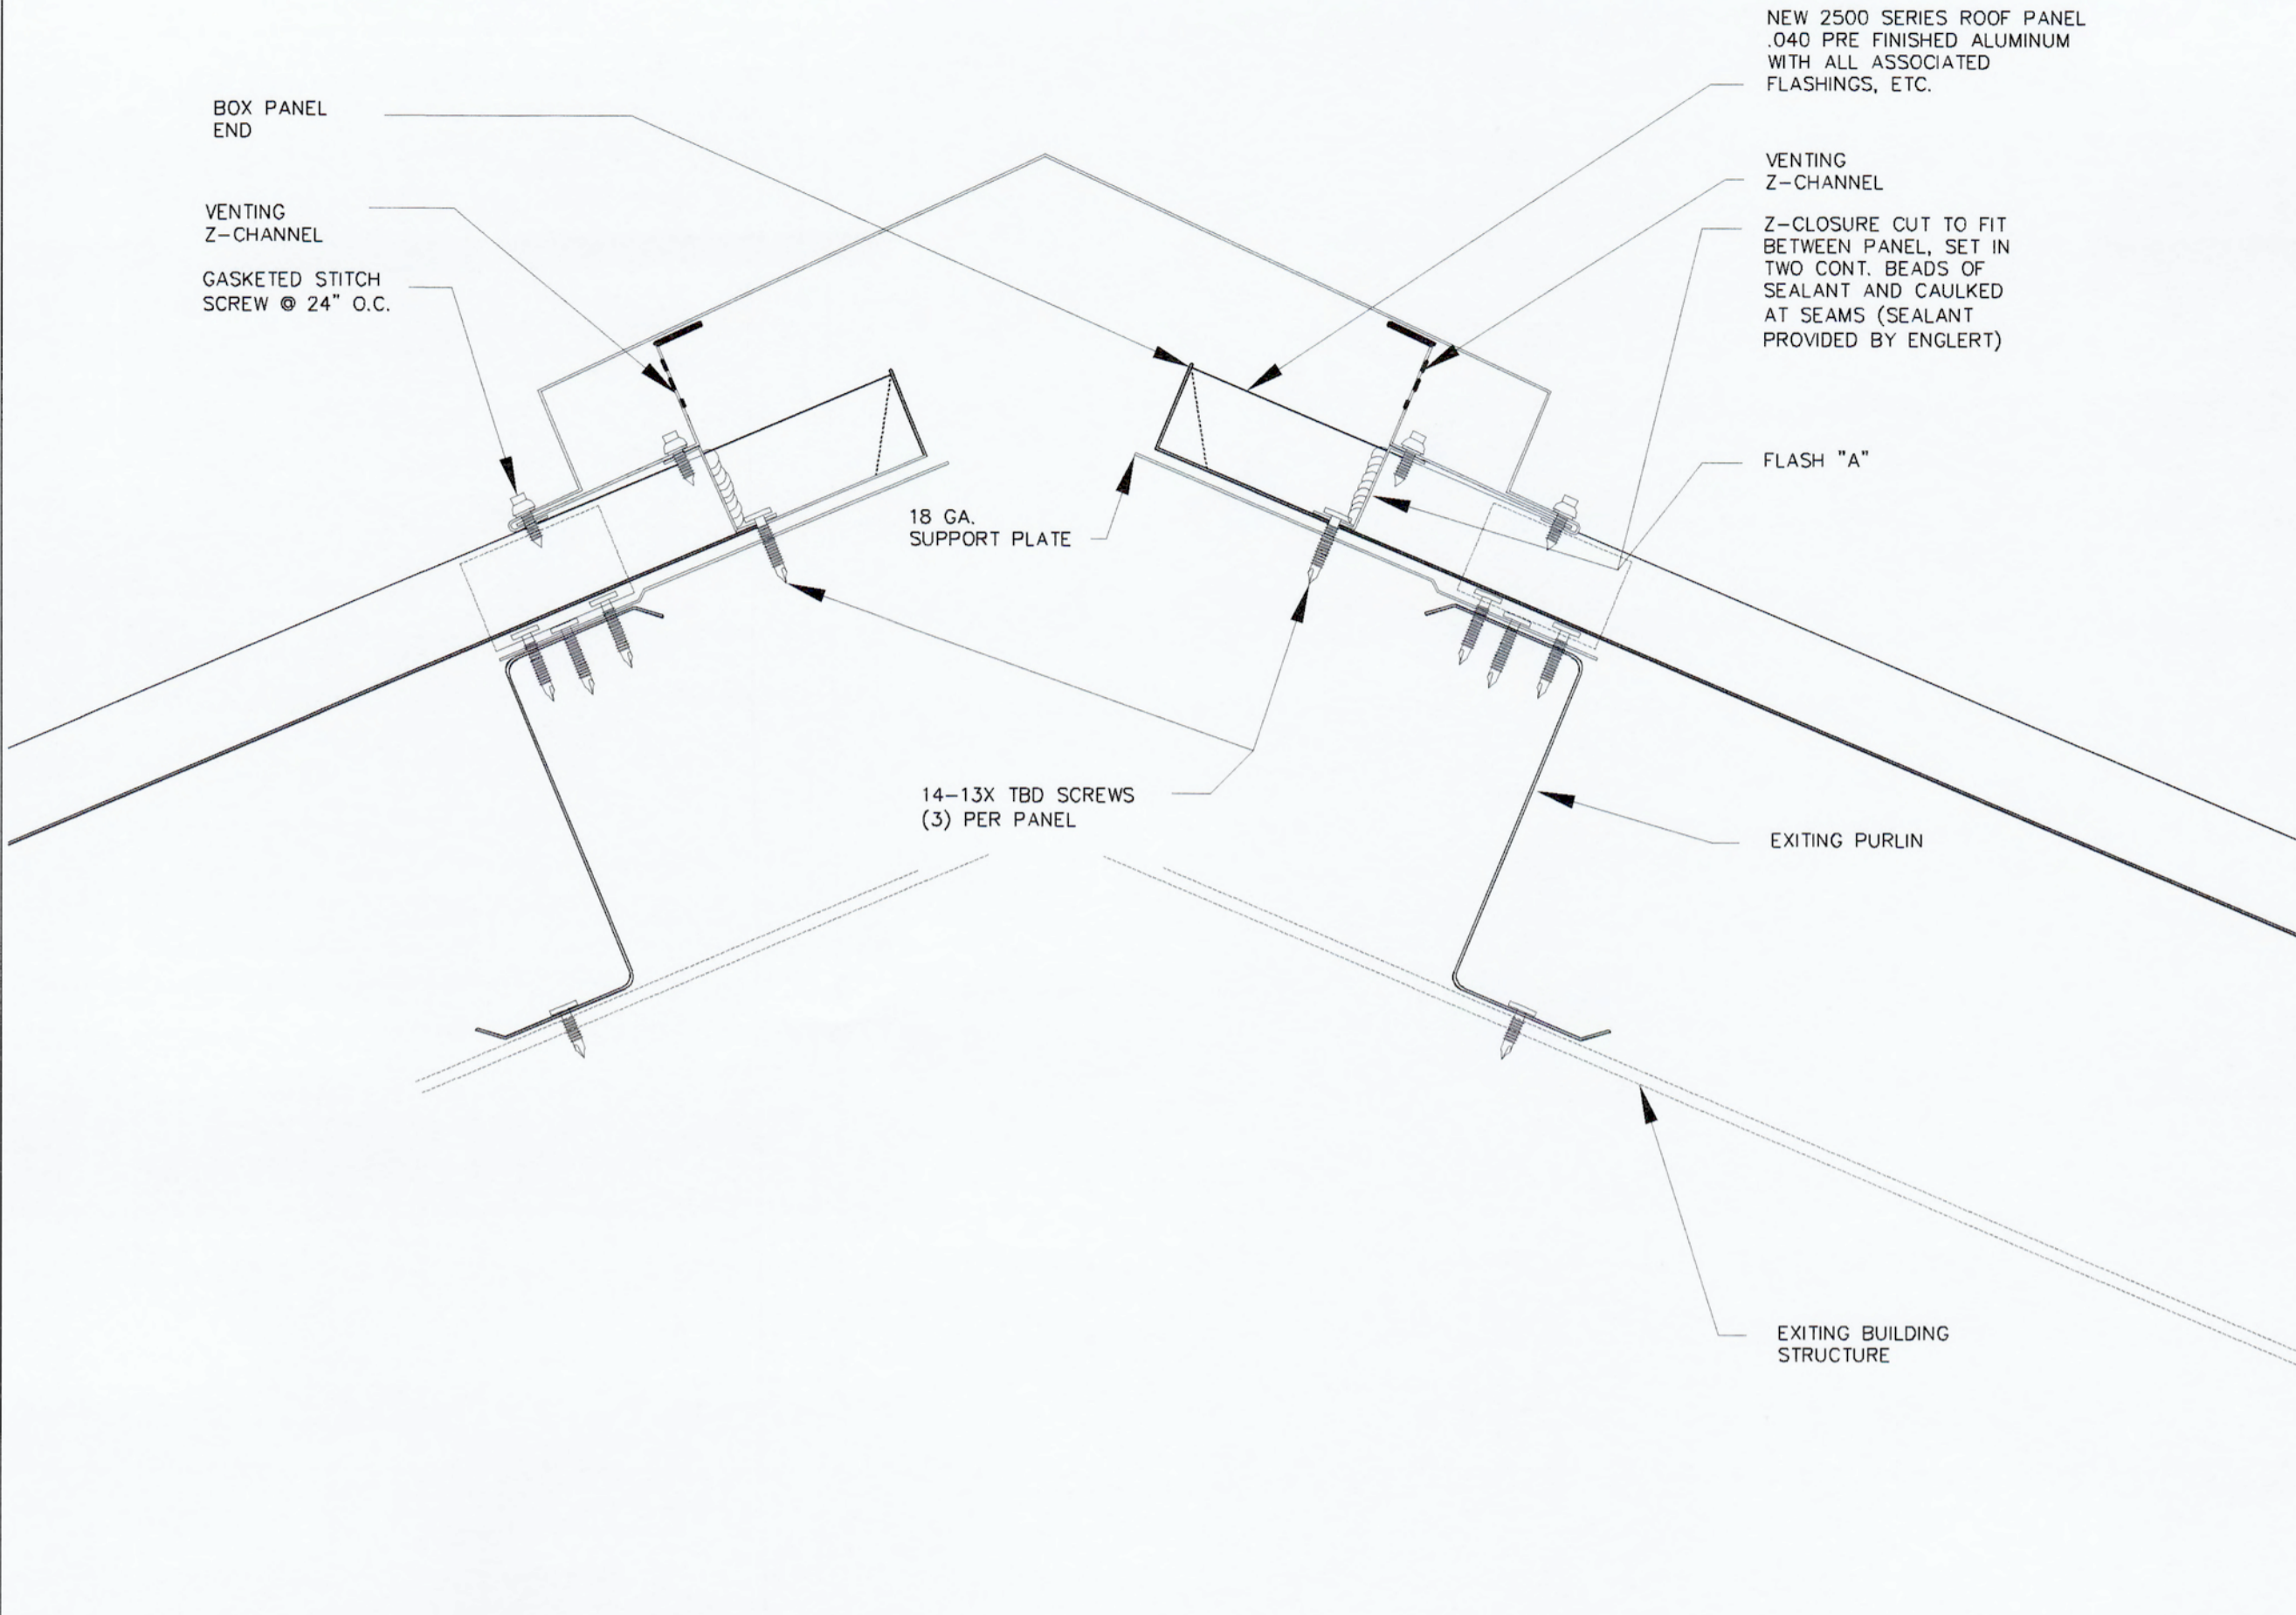 NEW 2500 SERIES ROOF PANEL
.040 PRE FINISHED ALUMINUM
WITH ALL ASSOCIATED
FLASHINGS, ETC.
BOX PANEL
END
VENTING
Z-CHANNEL
VENTING
Z-CHANNEL
GASKETED STITCH
SCREW @ 24" O.C.
Z-CLOSURE CUT TO FIT
BETWEEN PANEL, SET IN
TWO CONT. BEADS OF
SEALANT AND CAULKED
AT SEAMS (SEALANT
PROVIDED BY ENGLERT)
FLASH "A"
18 GA.
SUPPORT PLATE
14-13X TBD SCREWS
(3) PER PANEL
EXITING PURLIN
EXITING BUILDING
STRUCTURE